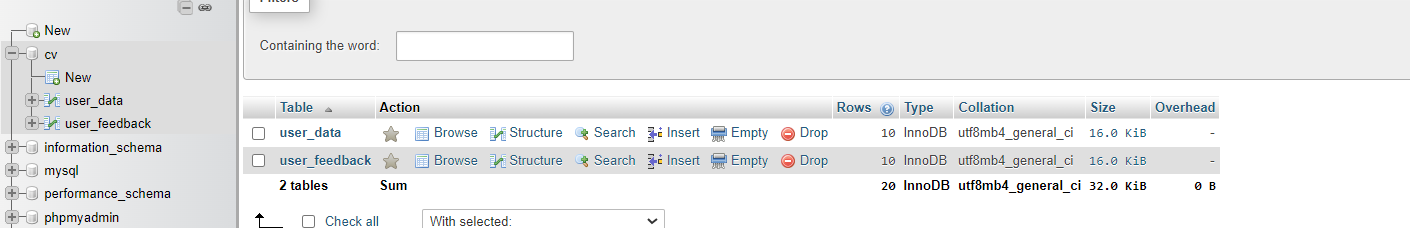 Filters
Containing the word:
New
cv
New
user_data
user_feedback
information_schema
mysql
performance_schema
phpmyadmin
Table Action Rows Type Collation Size Overhead
user_data Browse Structure Search Insert Empty Drop 10 InnoDB utf8mb4_general_ci 16.0 KiB -
user_feedback Browse Structure Search Insert Empty Drop 10 InnoDB utf8mb4_general_ci 16.0 KiB -
2 tables Sum 20 InnoDB utf8mb4_general_ci 32.0 KiB 0 B
Check all With selected: